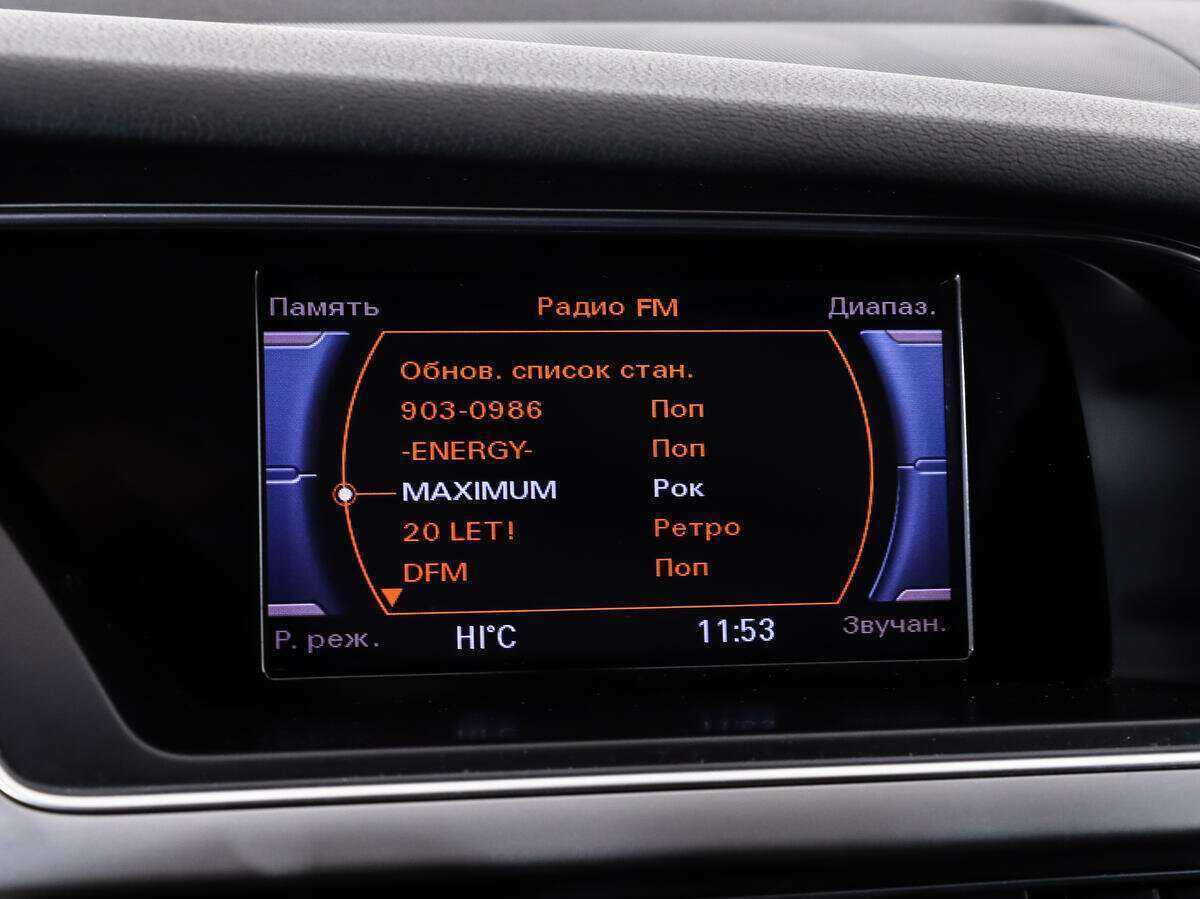 Память Радио FM Диапаз.
Обнов. список стан.
903-0986 Поп
-ENERGY- Поп
MAXIMUM Рок
20 LET! Ретро
DFM Поп
Р. реж. HI°C 11:53 Звучан.